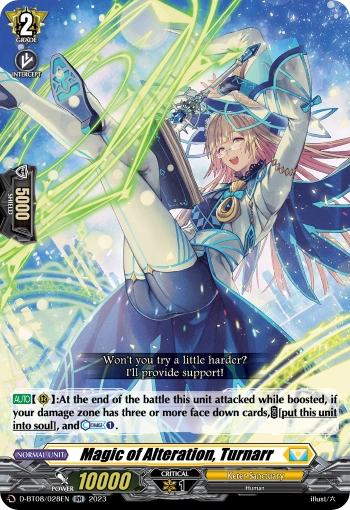 2
GRADE
INTERCEPT
5000
SHIELD
Won't you try a little harder?
I'll provide support!
AUTO【R】:At the end of the battle this unit attacked while boosted, if
your damage zone has three or more face down cards, [put this unit
into soul], and 1.
NORMAL UNIT
Magic of Alteration, Turnarr
POWER 10000
CRITICAL
1
Keter Sanctuary
Human
D-BT08/028EN RR 2023
illust/六